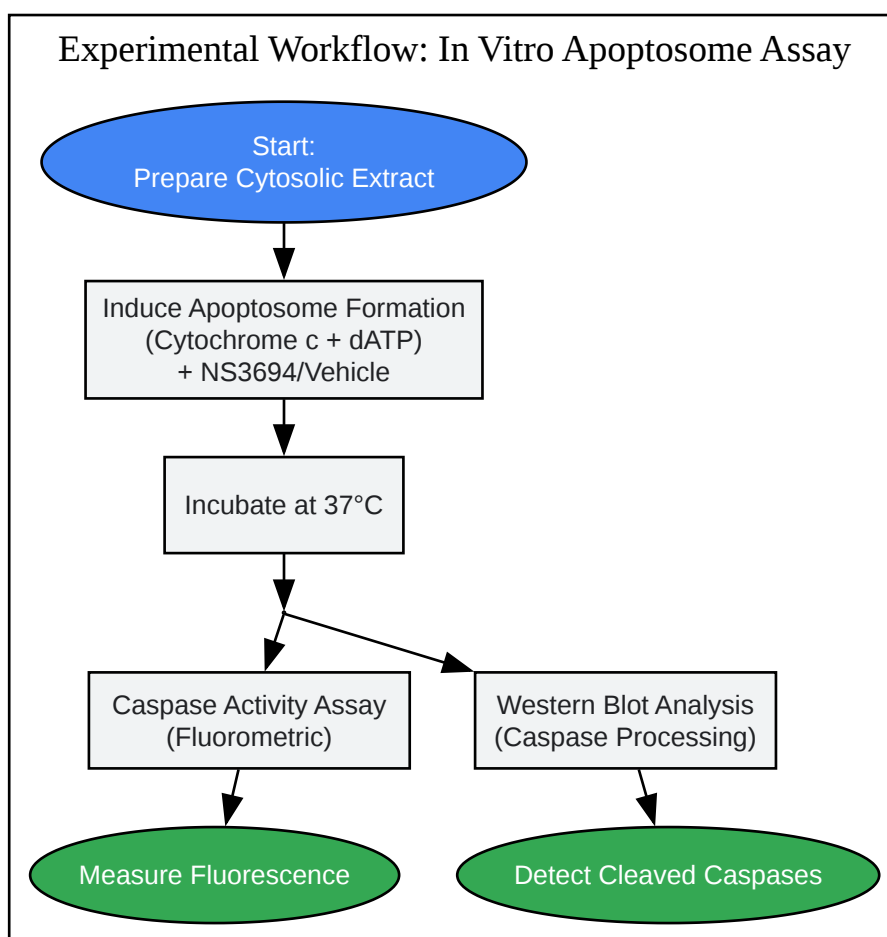 Experimental Workflow: In Vitro Apoptosome Assay
Start:
Prepare Cytosolic Extract
Induce Apoptosome Formation
(Cytochrome c + dATP)
+ NS3694/Vehicle
Incubate at 37°C
Caspase Activity Assay
(Fluorometric)
Western Blot Analysis
(Caspase Processing)
Measure Fluorescence
Detect Cleaved Caspases